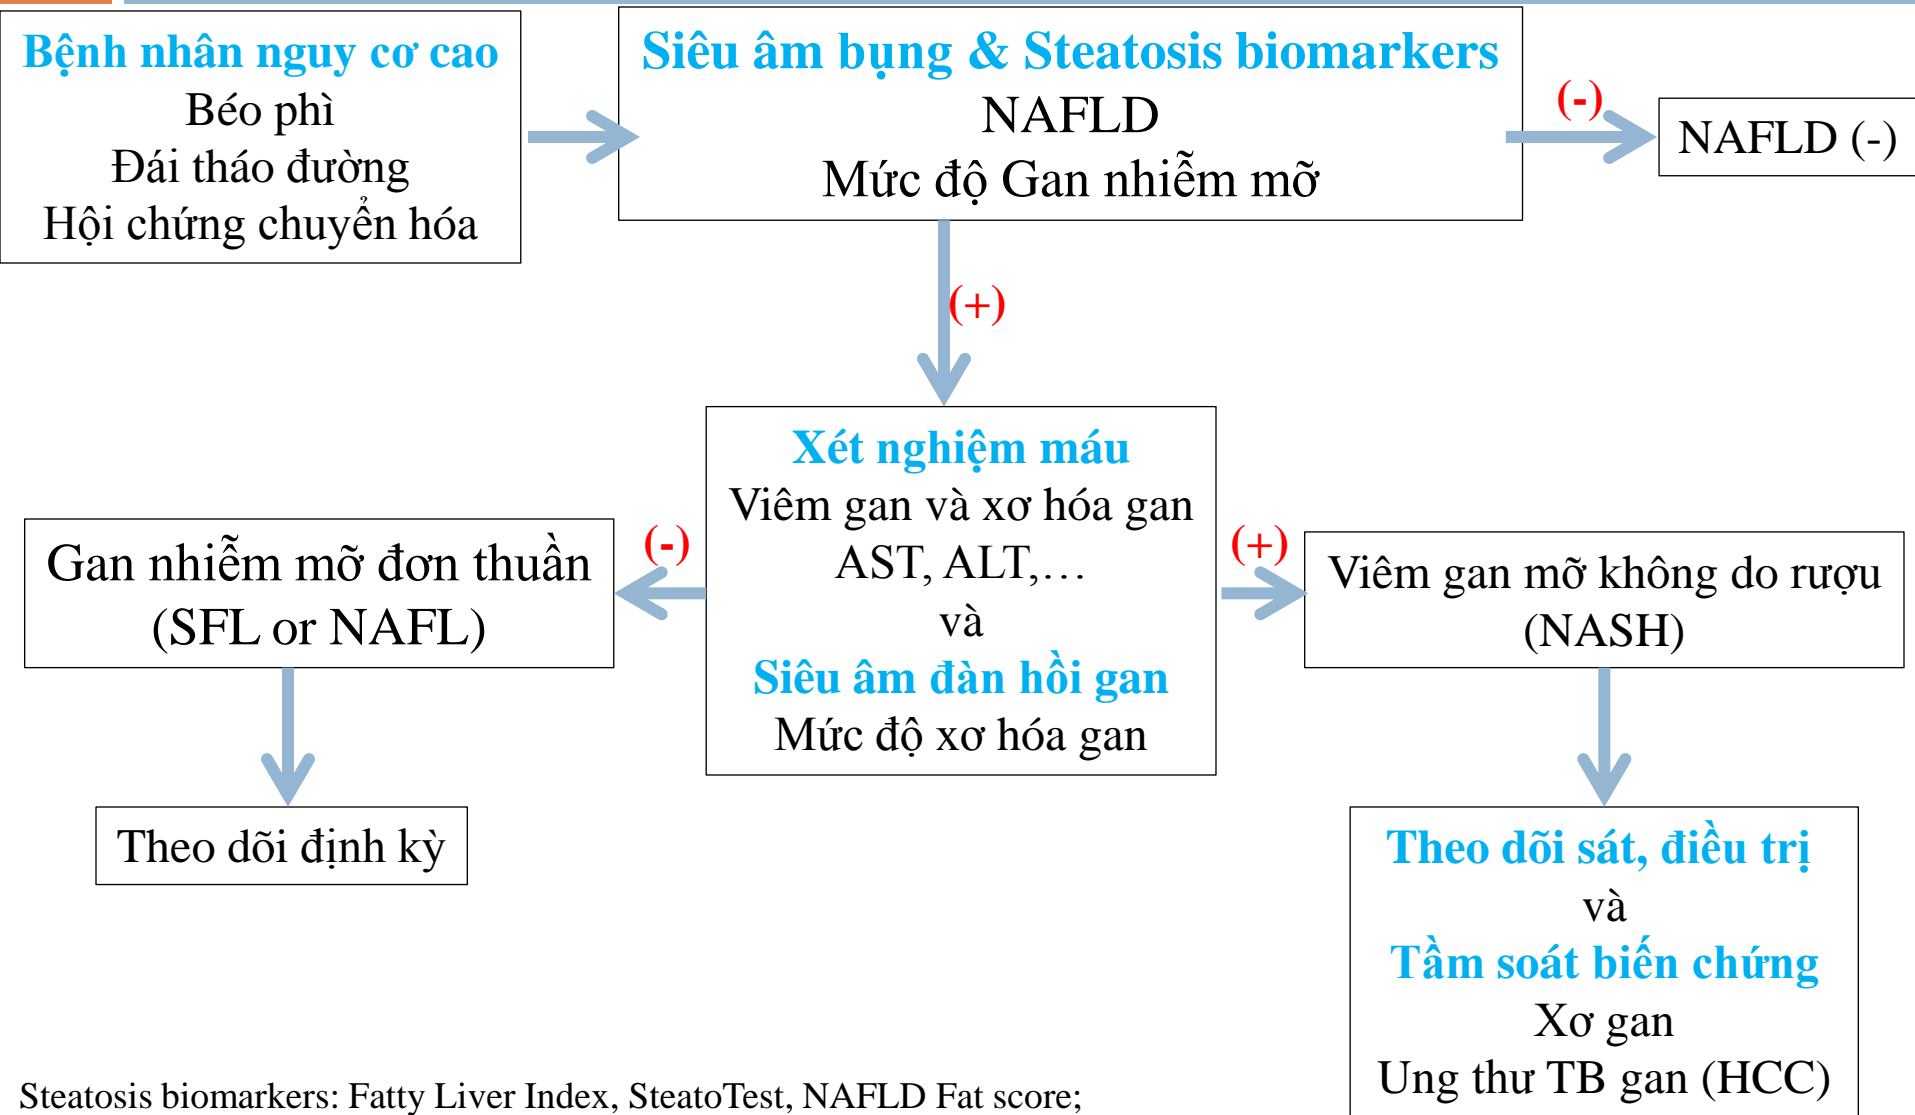 Bệnh nhân nguy cơ cao
Béo phì
Đái tháo đường
Hội chứng chuyển hóa
Siêu âm bụng & Steatosis biomarkers
NAFLD
Mức độ Gan nhiễm mỡ
(-)
NAFLD (-)
(+)
Xét nghiệm máu
Viêm gan và xơ hóa gan
AST, ALT,…
và
Siêu âm đàn hồi gan
Mức độ xơ hóa gan
(-)
Gan nhiễm mỡ đơn thuần
(SFL or NAFL)
Theo dõi định kỳ
(+)
Viêm gan mỡ không do rượu
(NASH)
Theo dõi sát, điều trị
và
Tầm soát biến chứng
Xơ gan
Ung thư TB gan (HCC)
Steatosis biomarkers: Fatty Liver Index, SteatoTest, NAFLD Fat score;